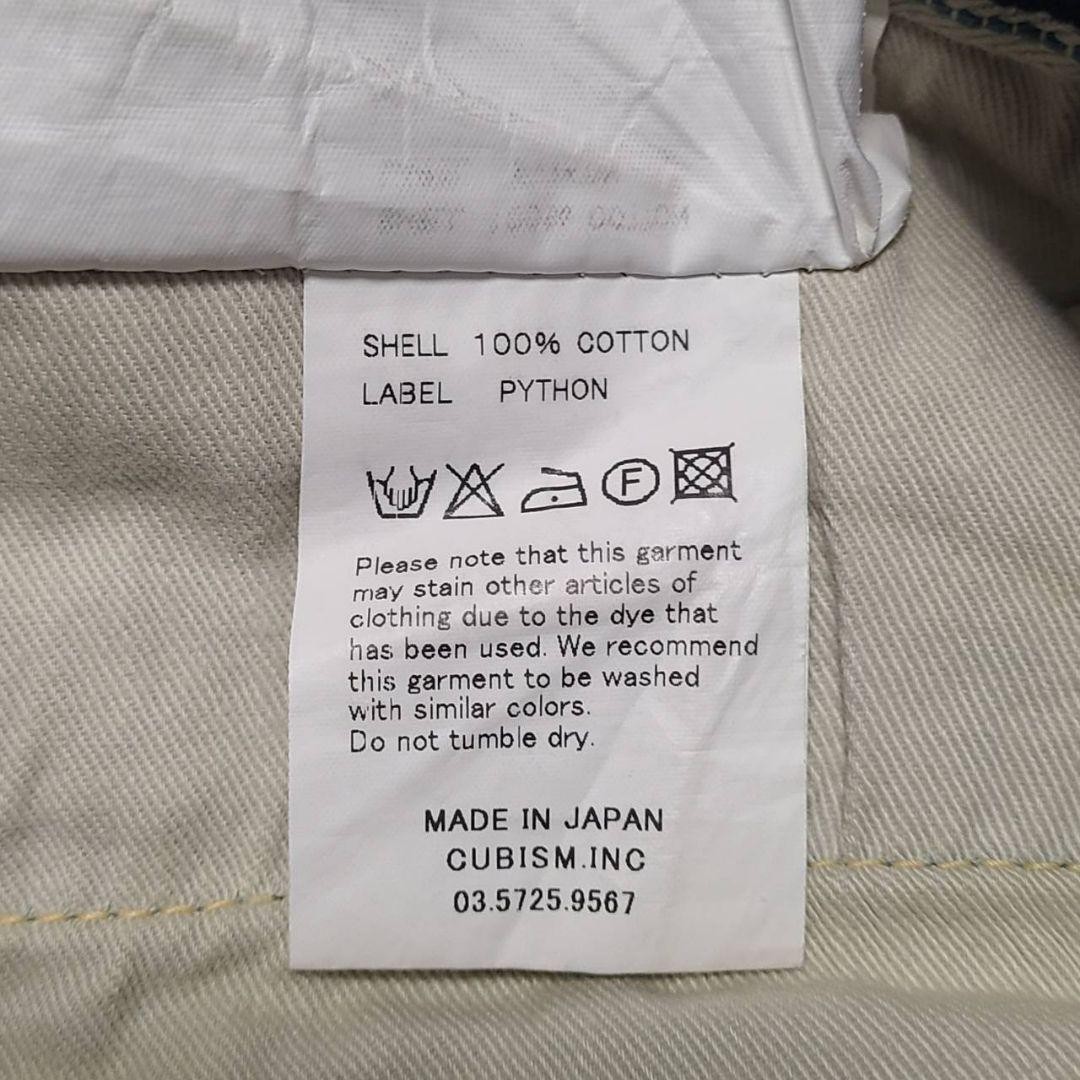 SHELL 100% COTTON
LABEL PYTHON
F
Please note that this garment
may stain other articles of
clothing due to the dye that
has been used. We recommend
this garment to be washed
with similar colors.
Do not tumble dry.
MADE IN JAPAN
CUBISM.INC
03.5725.9567